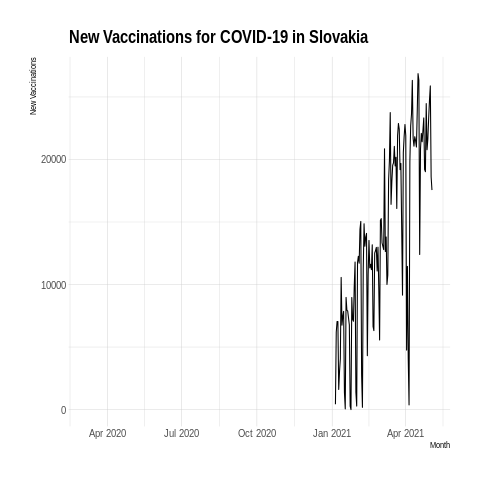 New Vaccinations for COVID-19 in Slovakia
New Vaccinations
20000
10000
0
Apr 2020
Jul 2020
Oct 2020
Jan 2021
Apr 2021
Month